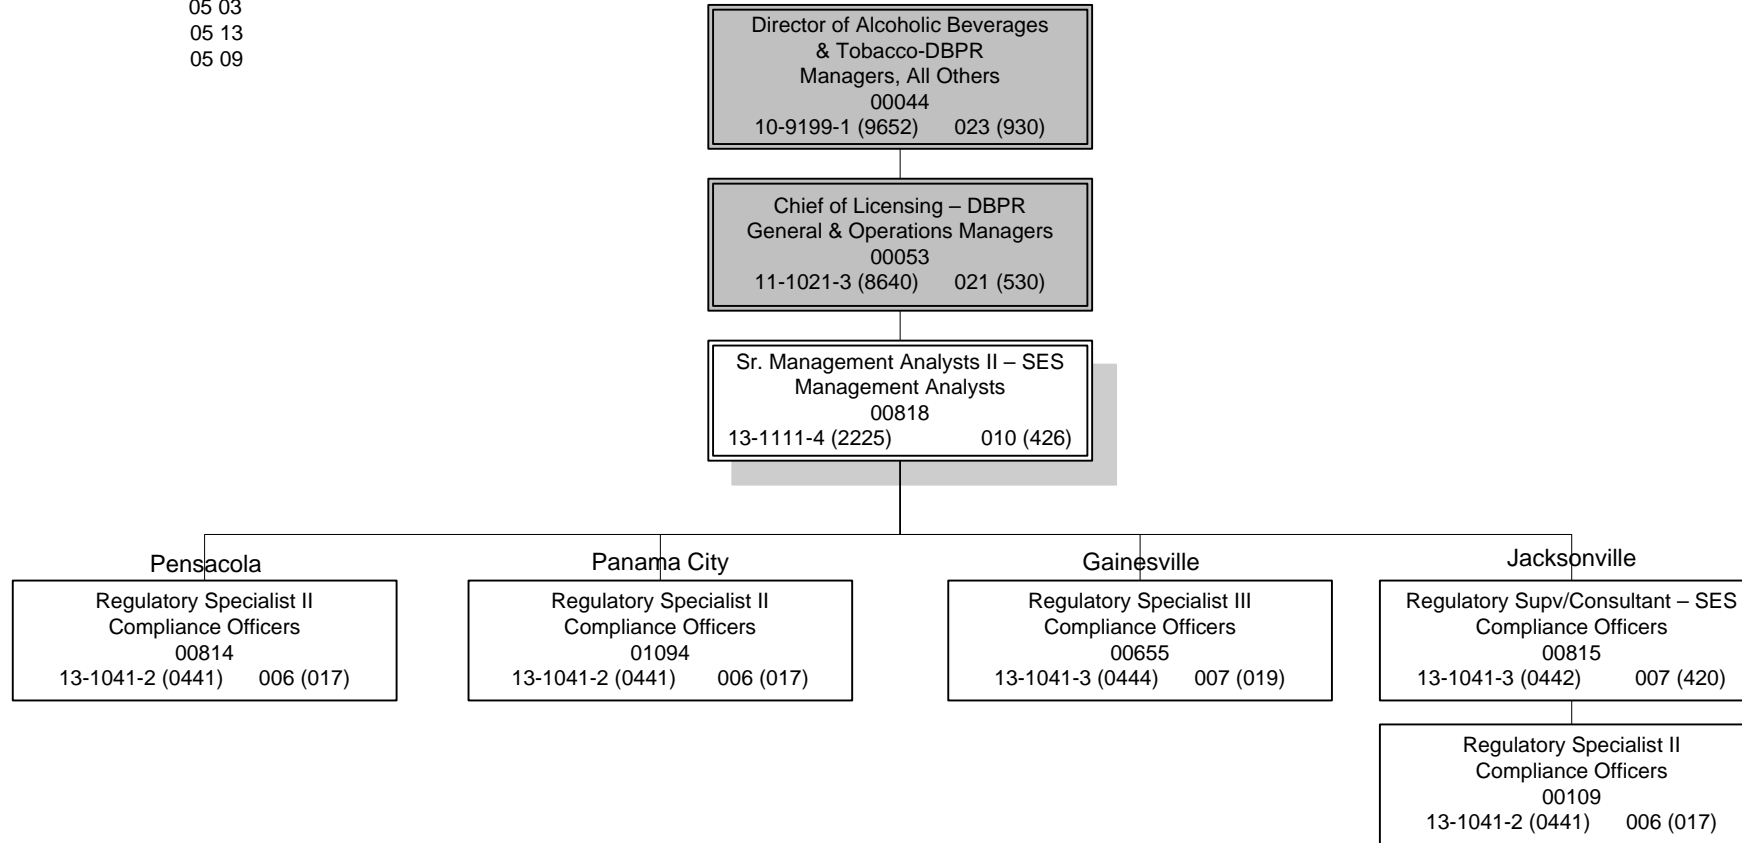 05 03
05 13
05 09
Director of Alcoholic Beverages
& Tobacco-DBPR
Managers, All Others
00044
10-9199-1 (9652) 023 (930)
Chief of Licensing – DBPR
General & Operations Managers
00053
11-1021-3 (8640) 021 (530)
Sr. Management Analysts II – SES
Management Analysts
00818
13-1111-4 (2225) 010 (426)
Pensacola
Regulatory Specialist II
Compliance Officers
00814
13-1041-2 (0441) 006 (017)
Panama City
Regulatory Specialist II
Compliance Officers
01094
13-1041-2 (0441) 006 (017)
Gainesville
Regulatory Specialist III
Compliance Officers
00655
13-1041-3 (0444) 007 (019)
Jacksonville
Regulatory Supv/Consultant – SES
Compliance Officers
00815
13-1041-3 (0442) 007 (420)
Regulatory Specialist II
Compliance Officers
00109
13-1041-2 (0441) 006 (017)